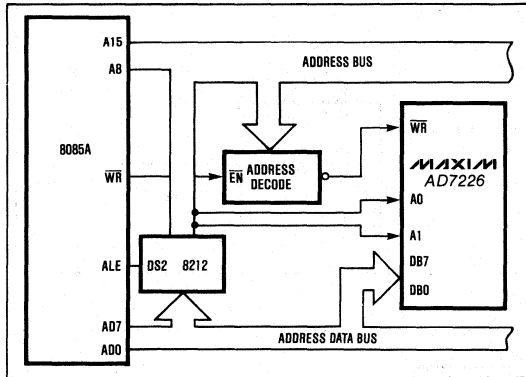 A15
ADDRESS BUS
A8
8085A
WR
EN
ADDRESS
DECODE
WR
MAXIM
AD7226
A0
A1
ALE
DS2 8212
DB7
DB0
AD7
ADDRESS DATA BUS
AD0